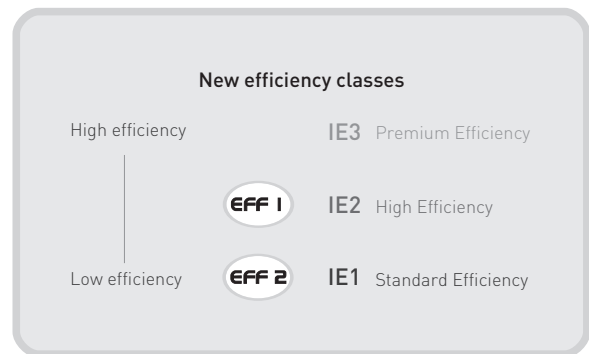 New efficiency classes
High efficiency IE3 Premium Efficiency
EFF 1 IE2 High Efficiency
Low efficiency EFF 2 IE1 Standard Efficiency